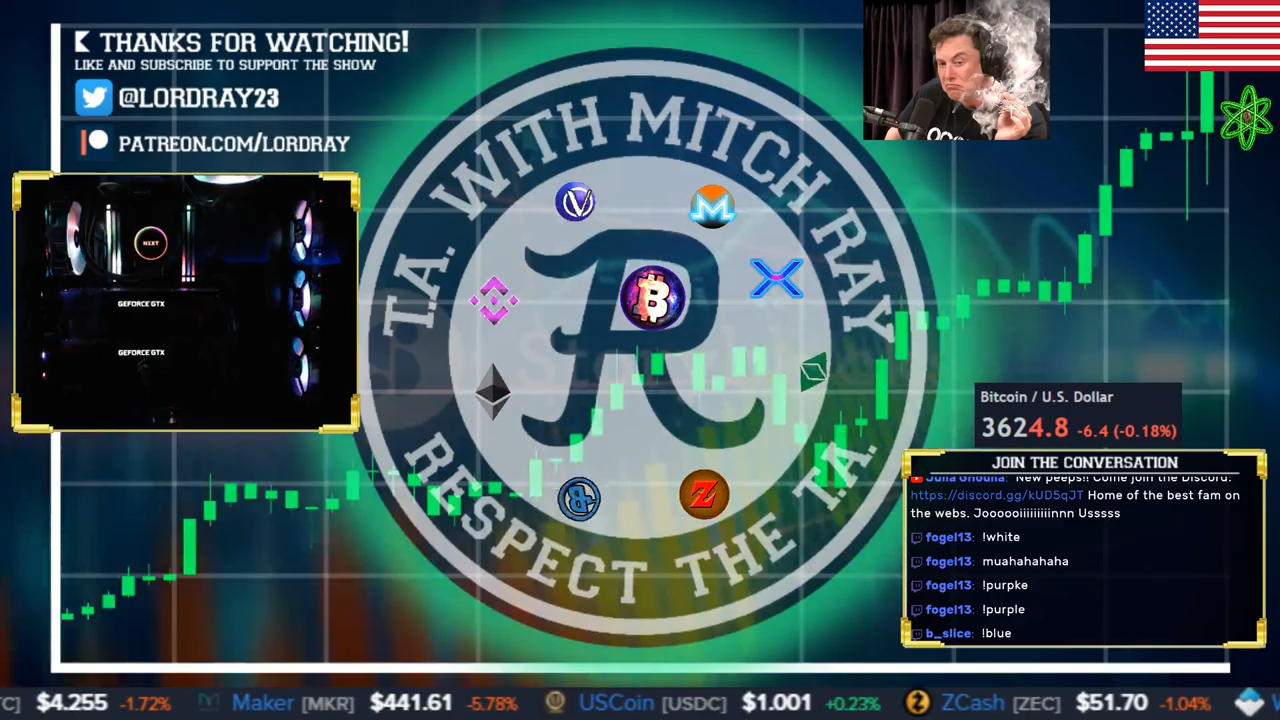 THANKS FOR WATCHING!
LIKE AND SUBSCRIBE TO SUPPORT THE SHOW
@LORDRAY23
PATREON.COM/LORDRAY
T.A. WITH MITCH RAY
RESPECT THE T.A.
R
NZXT
GEFORCE GTX
GEFORCE GTX
Bitcoin / U.S. Dollar
3624.8 -6.4 (-0.18%)
JOIN THE CONVERSATION
New peeps!! Come join the Discord:
https://discord.gg/kUD5qJT Home of the best fam on
the webs. Joooooiiiiiiiiiinnn Usssss
fogel13: !white
fogel13: muahahahaha
fogel13: !purpke
fogel13: !purple
b_slice: !blue
$4.255 -1.72% Maker [MKR] $441.61 -5.78% USCoin [USDC] $1.001 +0.23% ZCash [ZEC] $51.70 -1.04%